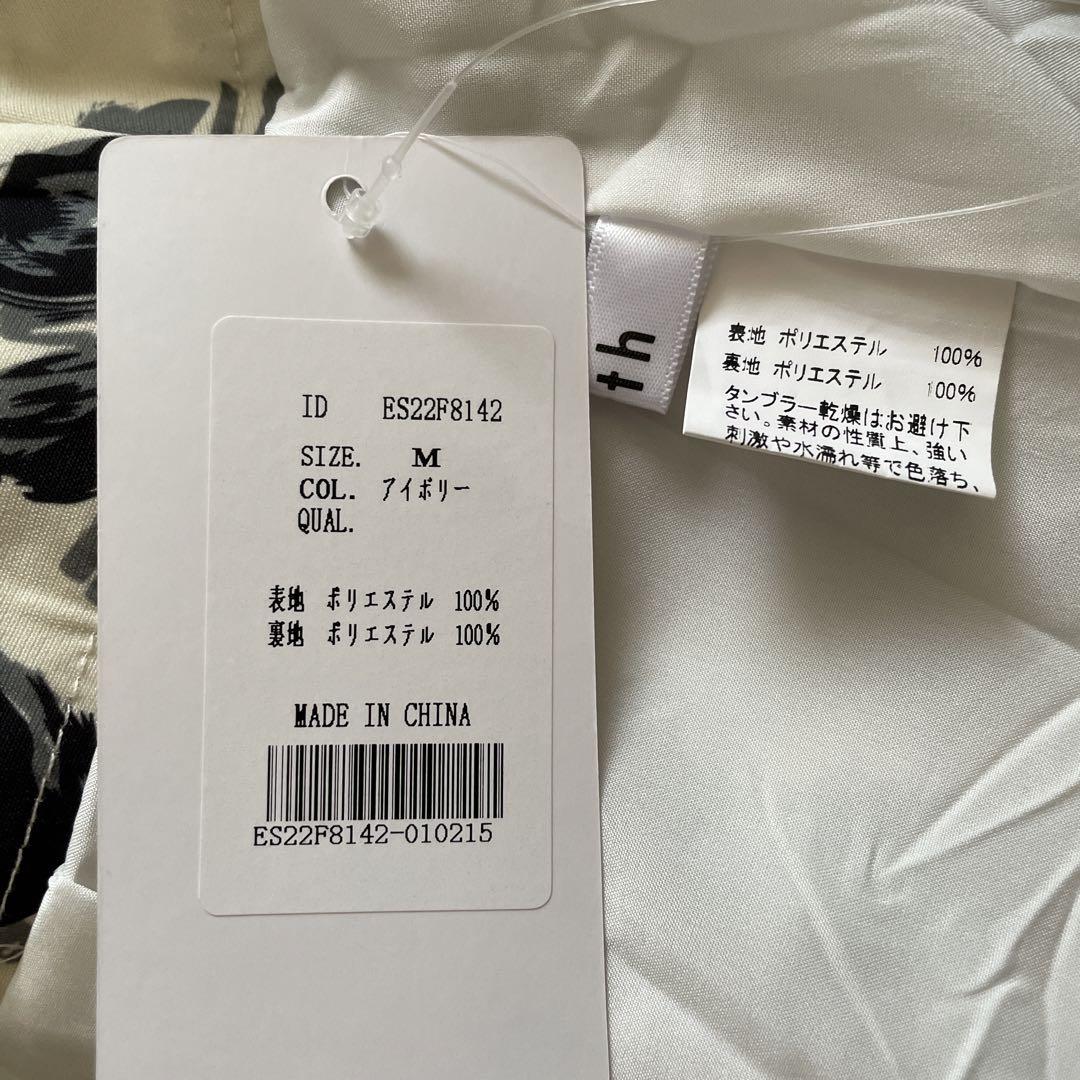 ID ES22F8142
SIZE. M
COL. アイボリー
QUAL.
表地 ポリエステル 100%
裏地 ポリエステル 100%
MADE IN CHINA
ES22F8142-010215
th
表地 ポリエステル 100%
裏地 ポリエステル 100%
タンブラー乾燥はお避け下
さい。素材の性質上、強い
刺激や水濡れ等で色落ち、